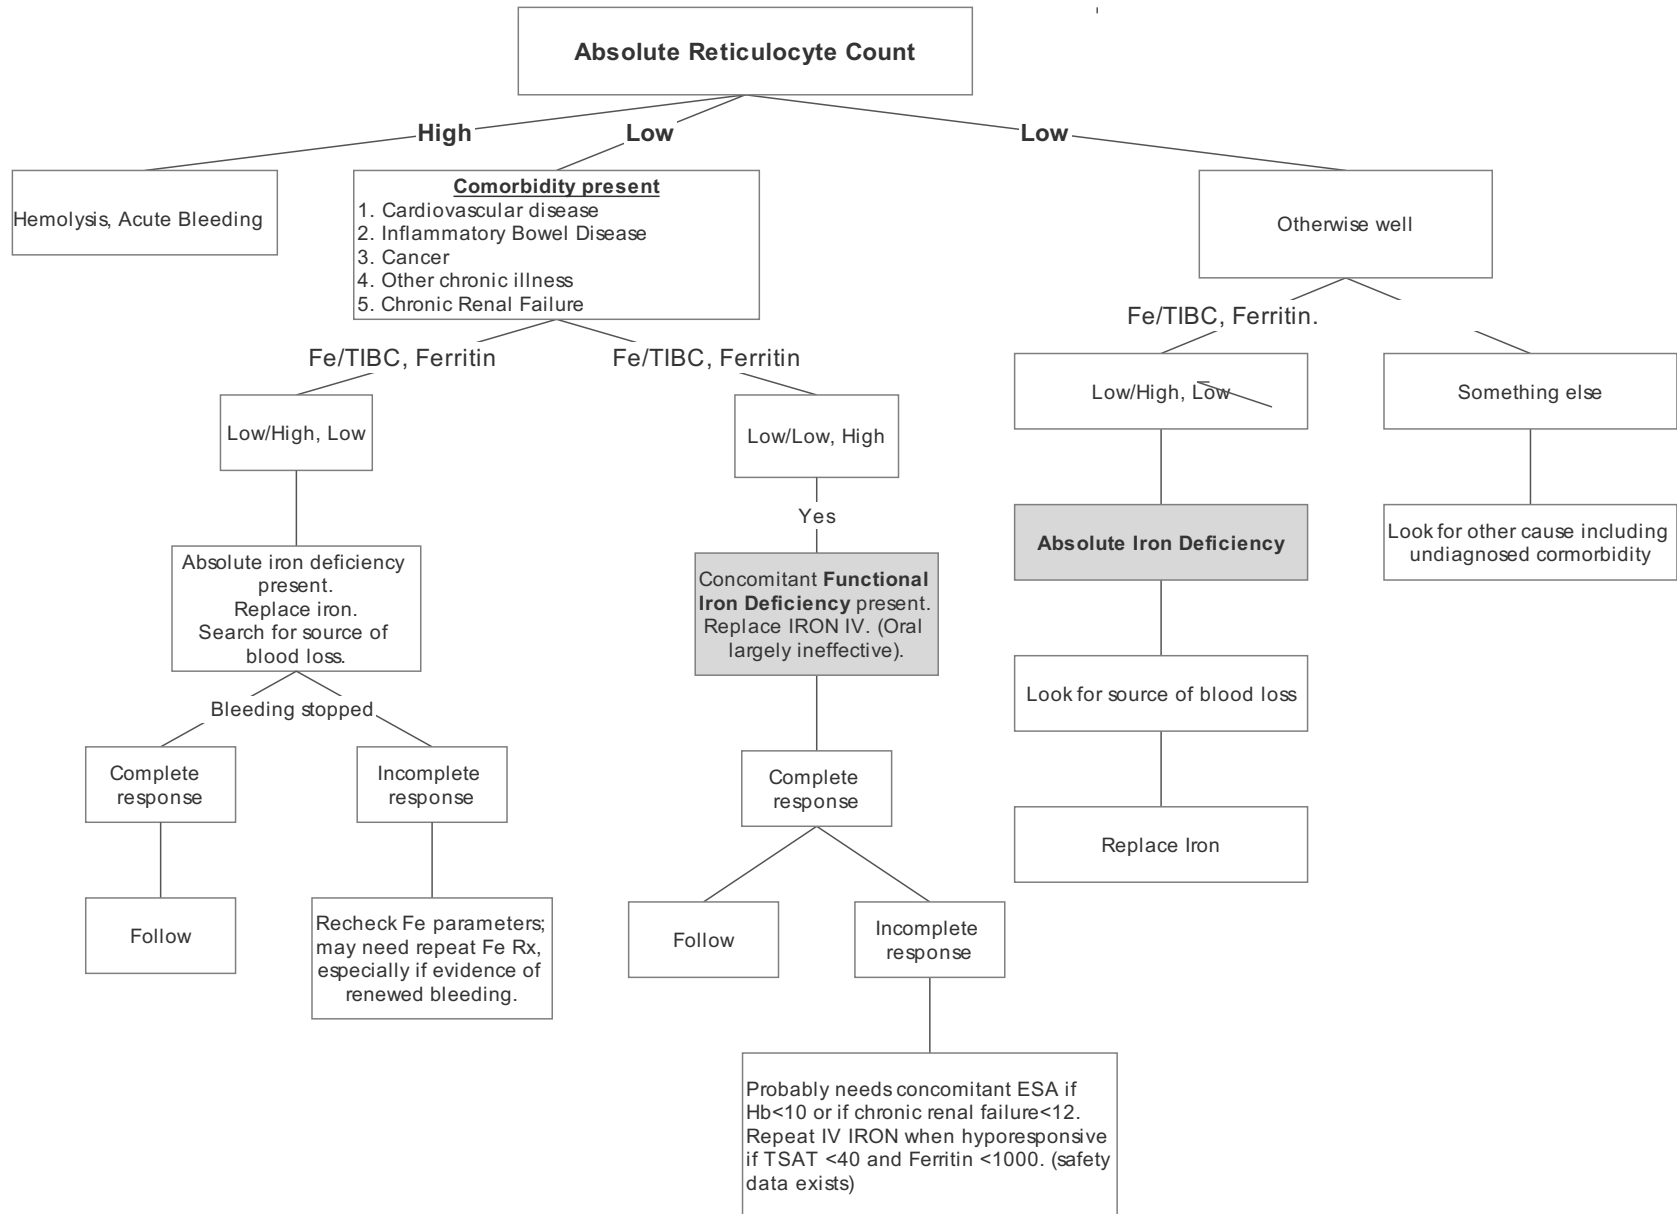 Absolute Reticulocyte Count
High
Low
Low
Hemolysis, Acute Bleeding
Comorbidity present
1. Cardiovascular disease
2. Inflammatory Bowel Disease
3. Cancer
4. Other chronic illness
5. Chronic Renal Failure
Otherwise well
Fe/TIBC, Ferritin
Fe/TIBC, Ferritin
Fe/TIBC, Ferritin.
Low/High, Low
Low/Low, High
Low/High, Low
Something else
Yes
Absolute iron deficiency
present.
Replace iron.
Search for source of
blood loss.
Concomitant Functional
Iron Deficiency present.
Replace IRON IV. (Oral
largely ineffective).
Absolute Iron Deficiency
Look for other cause including
undiagnosed cormorbidity
Bleeding stopped
Look for source of blood loss
Complete
response
Incomplete
response
Complete
response
Replace Iron
Follow
Recheck Fe parameters;
may need repeat Fe Rx,
especially if evidence of
renewed bleeding.
Follow
Incomplete
response
Probably needs concomitant ESA if
Hb<10 or if chronic renal failure<12.
Repeat IV IRON when hyporesponsive
if TSAT <40 and Ferritin <1000. (safety
data exists)